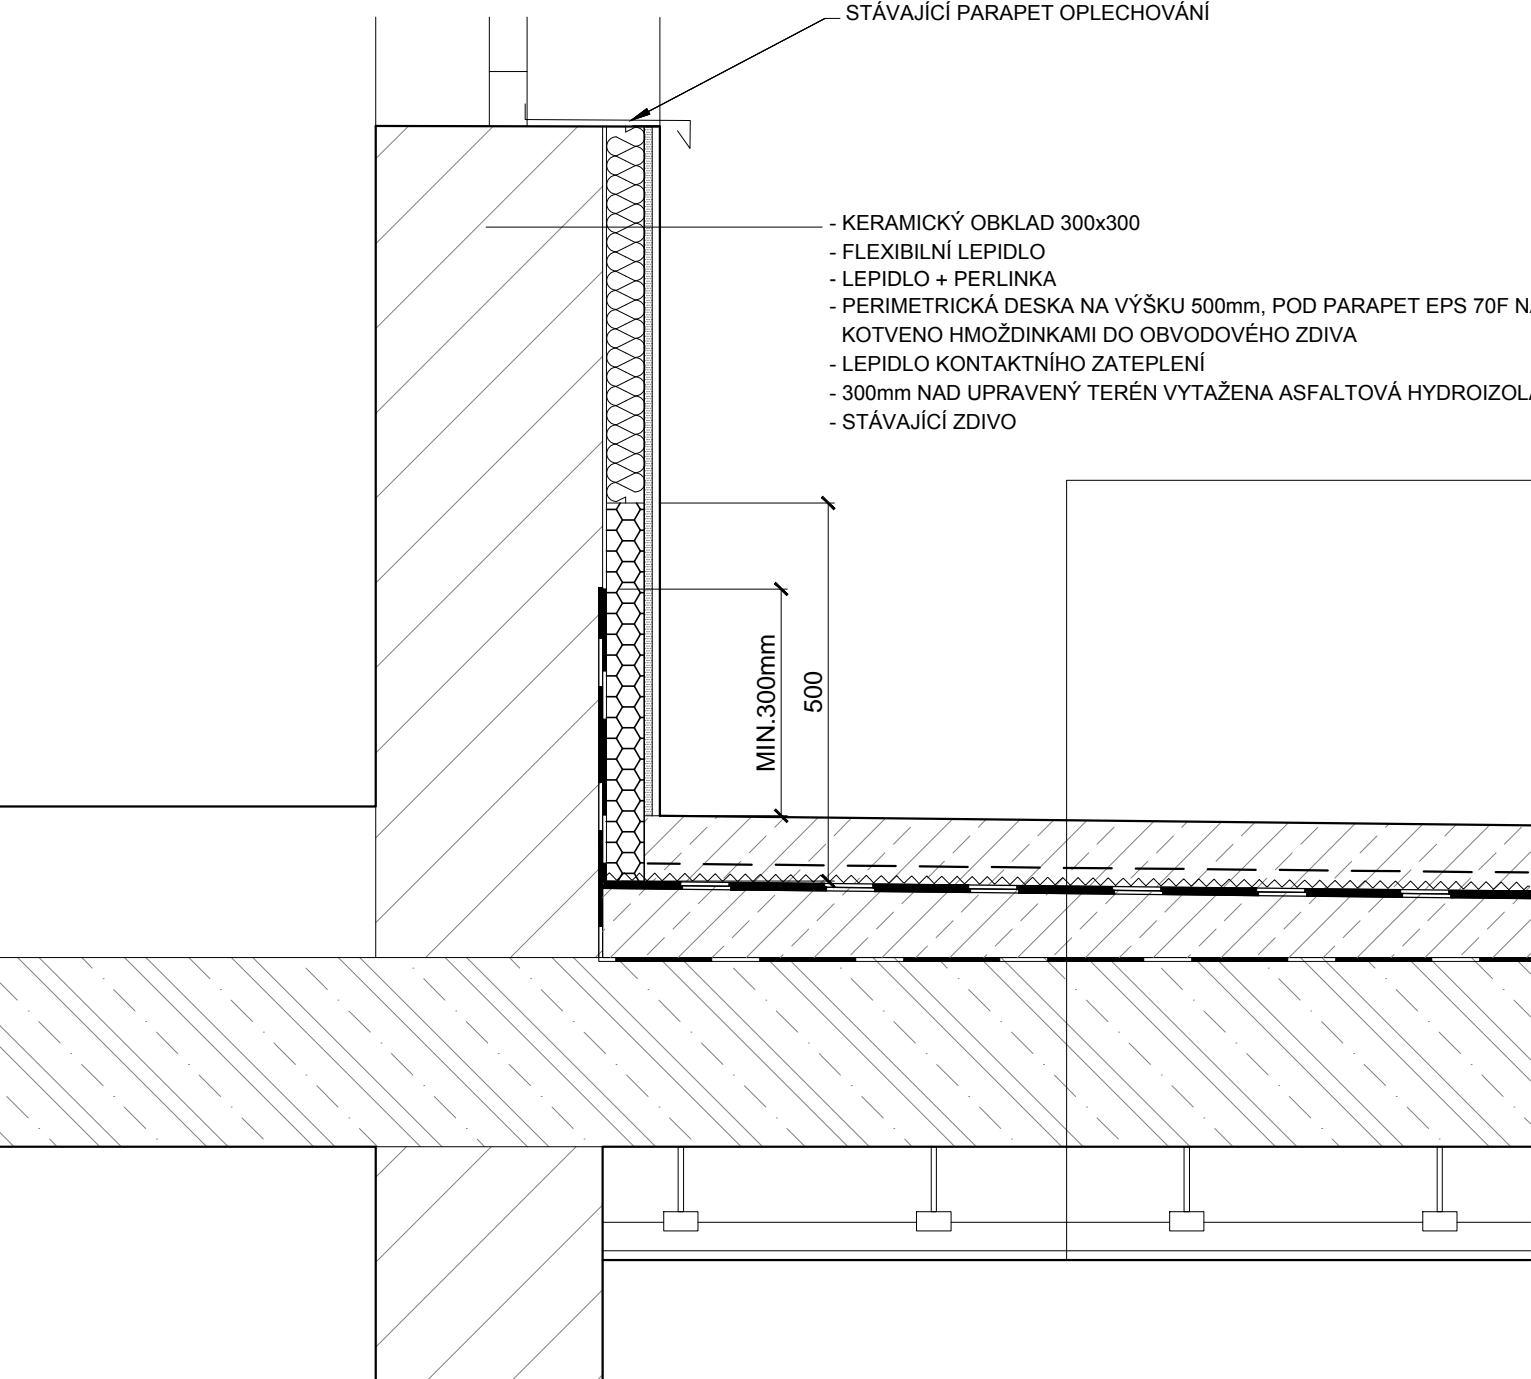 STÁVAJÍCÍ PARAPET OPLECHOVÁNÍ
- KERAMICKÝ OBKLAD 300x300
- FLEXIBILNÍ LEPIDLO
- LEPIDLO + PERLINKA
- PERIMETRICKÁ DESKA NA VÝŠKU 500mm, POD PARAPET EPS 70F
KOTVENO HMOŽDINKAMI DO OBVODOVÉHO ZDIVA
- LEPIDLO KONTAKTNÍHO ZATEPLENÍ
- 300mm NAD UPRAVENÝ TERÉN VYTAŽENA ASFALTOVÁ
- STÁVAJÍCÍ ZDIVO
MIN.300mm
500